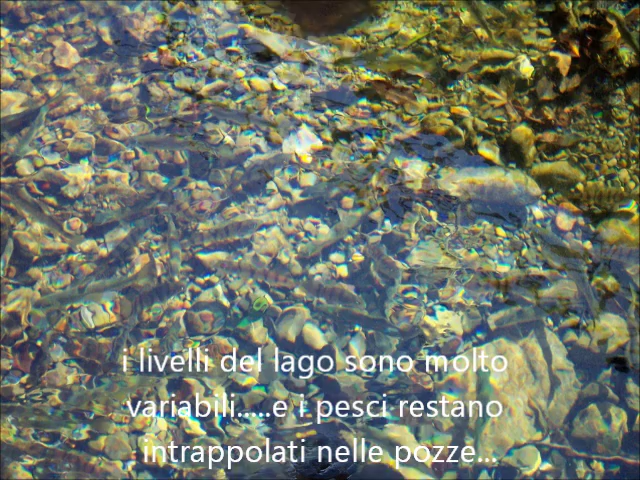 i livelli del lago sono molto
variabili.....e i pesci restano
intrappolati nelle pozze...